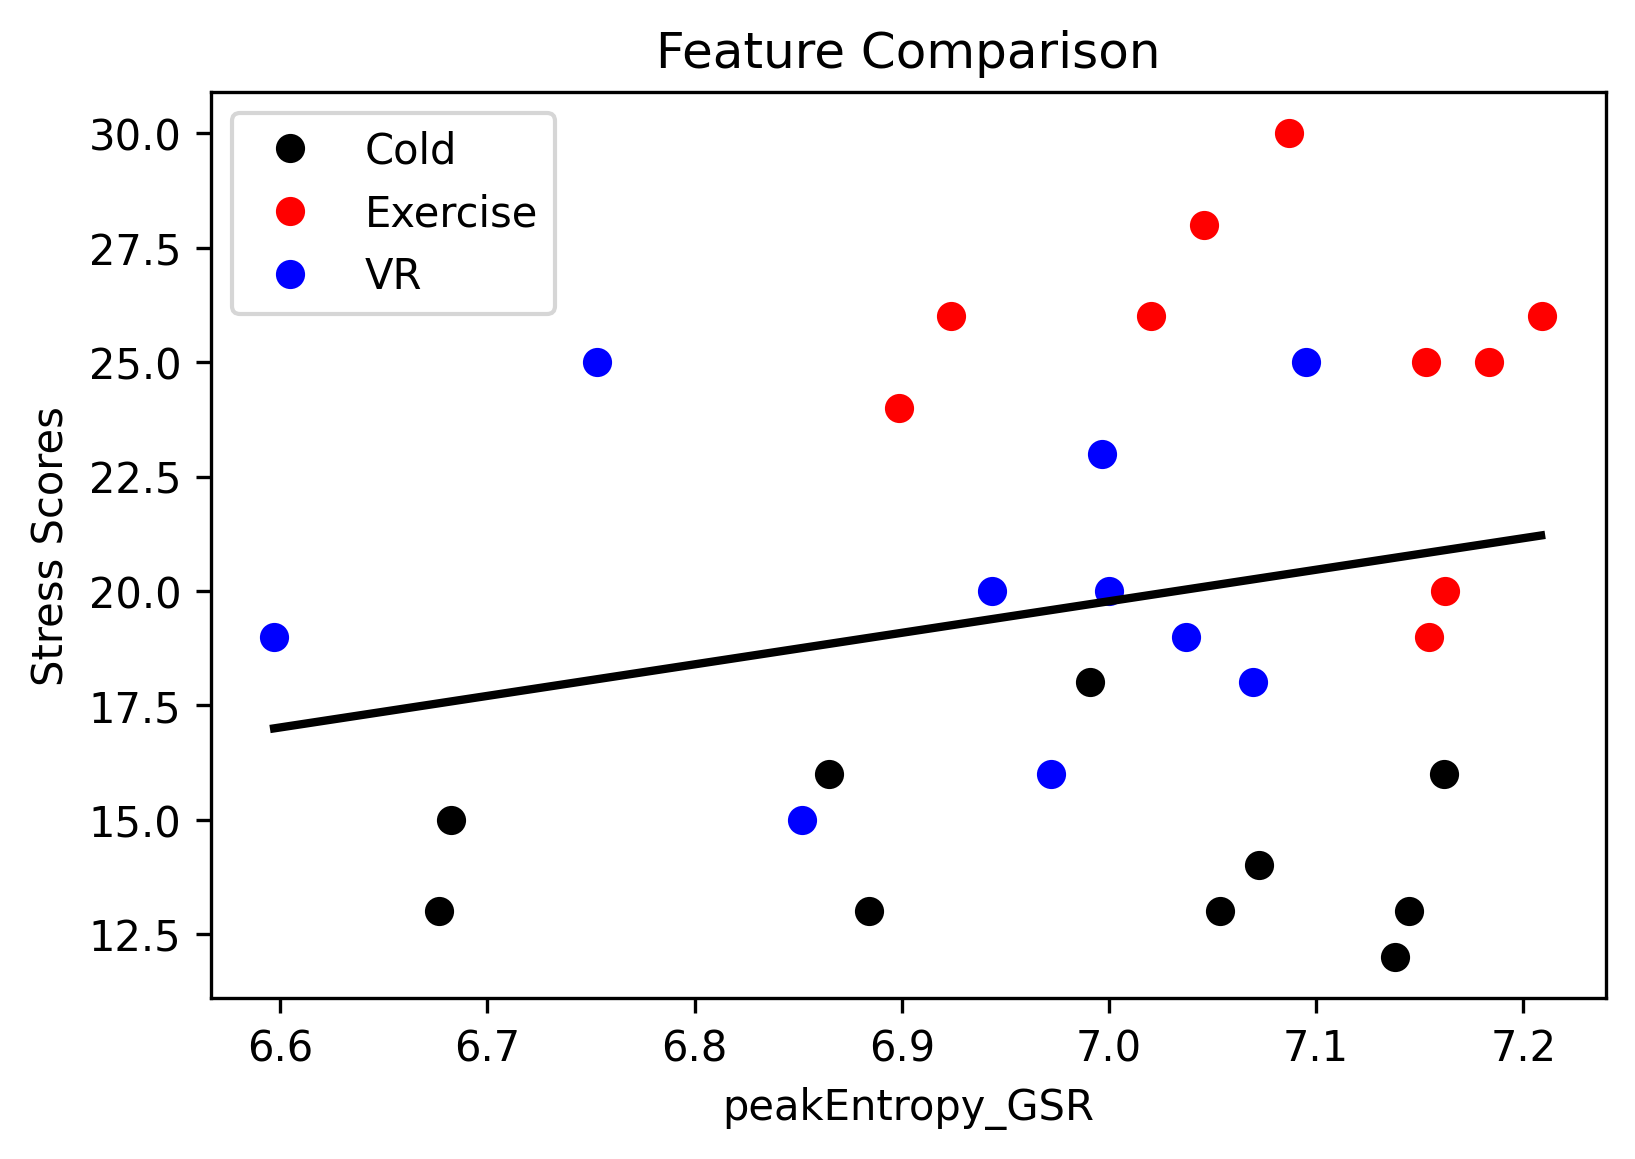 Feature Comparison
Cold
Exercise
VR
30.0
27.5
25.0
22.5
20.0
17.5
15.0
12.5
Stress Scores
6.6 6.7 6.8 6.9 7.0 7.1 7.2
peakEntropy_GSR